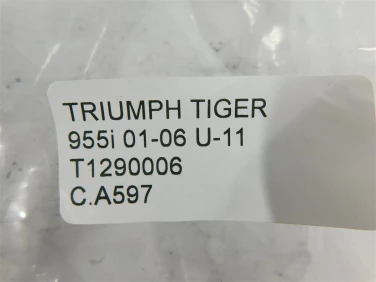 TRIUMPH TIGER
955i 01-06 U-11
T1290006
C.A597